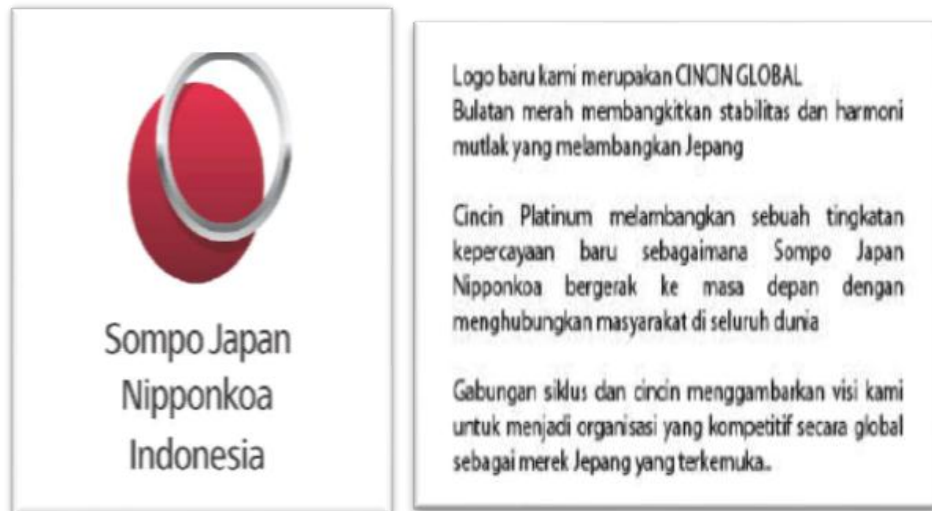 Sompo Japan
Nipponkoa
Indonesia
Logo baru kami merupakan CINCIN GLOBAL
Bulatan merah membangkitkan stabilitas dan harmoni
mutlak yang melambangkan Jepang
Cincin Platinum melambangkan sebuah tingkatan
kepercayaan baru sebagaimana Sompo Japan
Nipponkoa bergerak ke masa depan dengan
menghubungkan masyarakat di seluruh dunia
Gabungan siklus dan cincin menggambarkan visi kami
untuk menjadi organisasi yang kompetitif secara global
sebagai merek Jepang yang terkemuka..